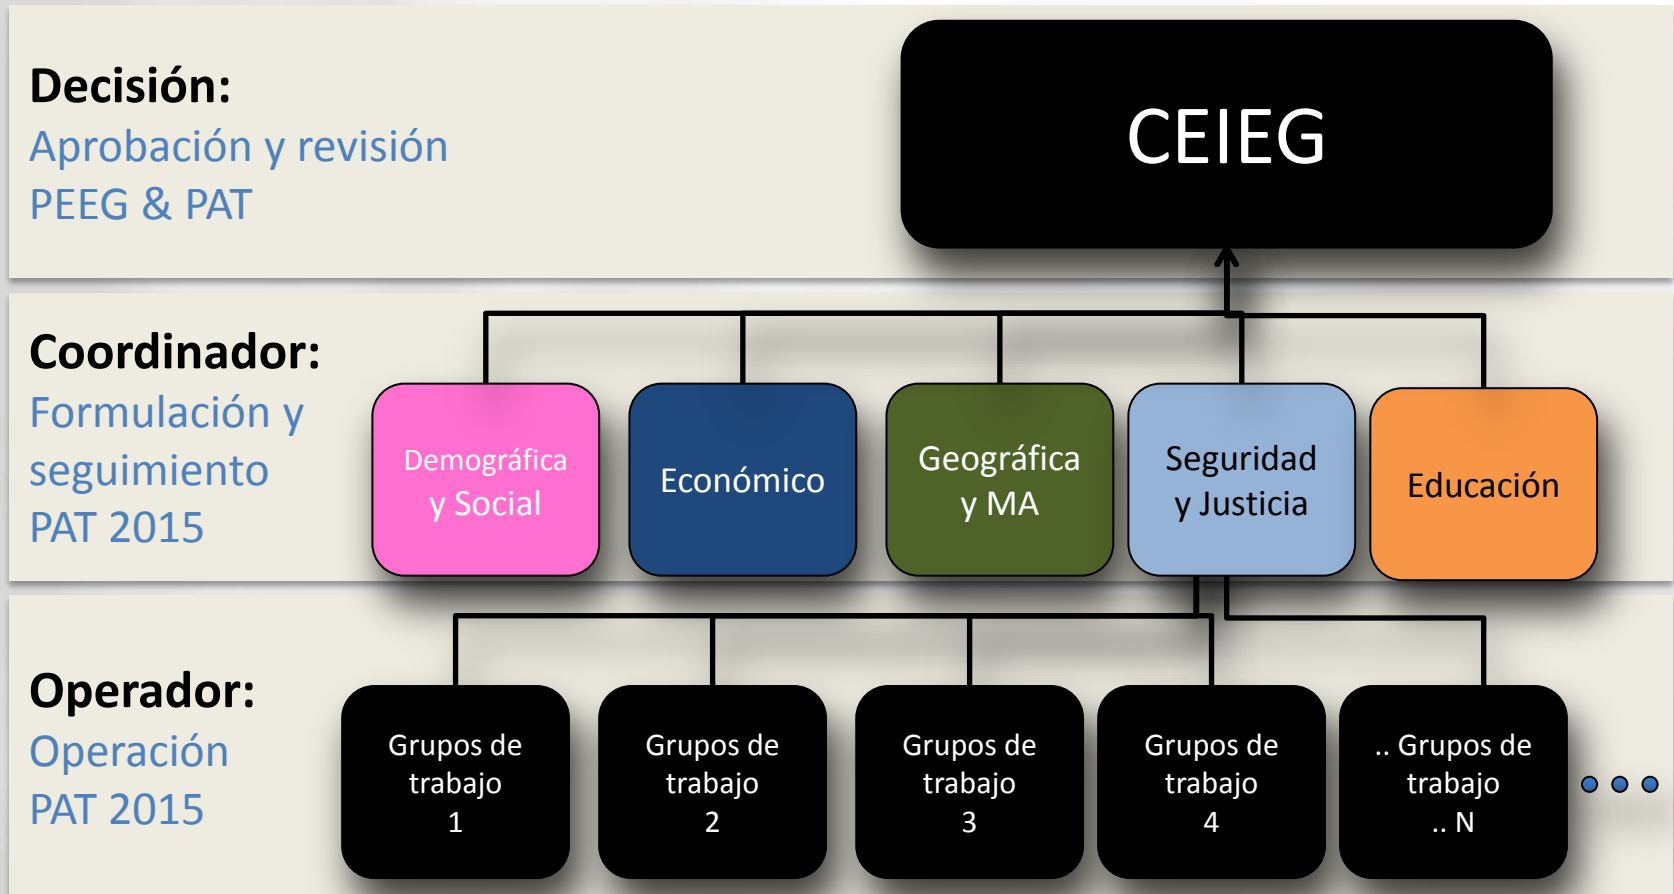 Decisión:
Aprobación y revisión
PEEG & PAT
CEIEG
Coordinador:
Formulación y
seguimiento
PAT 2015
Demográfica
y Social
Económico
Geográfica
y MA
Seguridad
y Justicia
Educación
Operador:
Operación
PAT 2015
Grupos de
trabajo
1
Grupos de
trabajo
2
Grupos de
trabajo
3
Grupos de
trabajo
4
.. Grupos de
trabajo
.. N